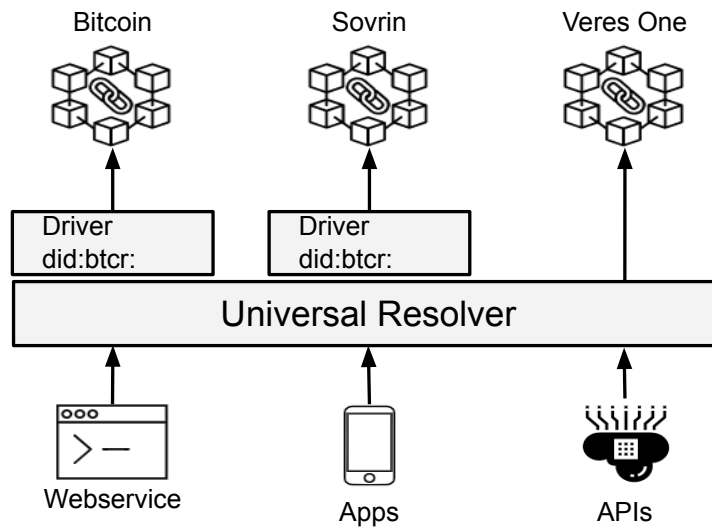 Bitcoin
Sovrin
Veres One
Driver
did:btcr:
Driver
did:btcr:
Universal Resolver
Webservice
Apps
APIs